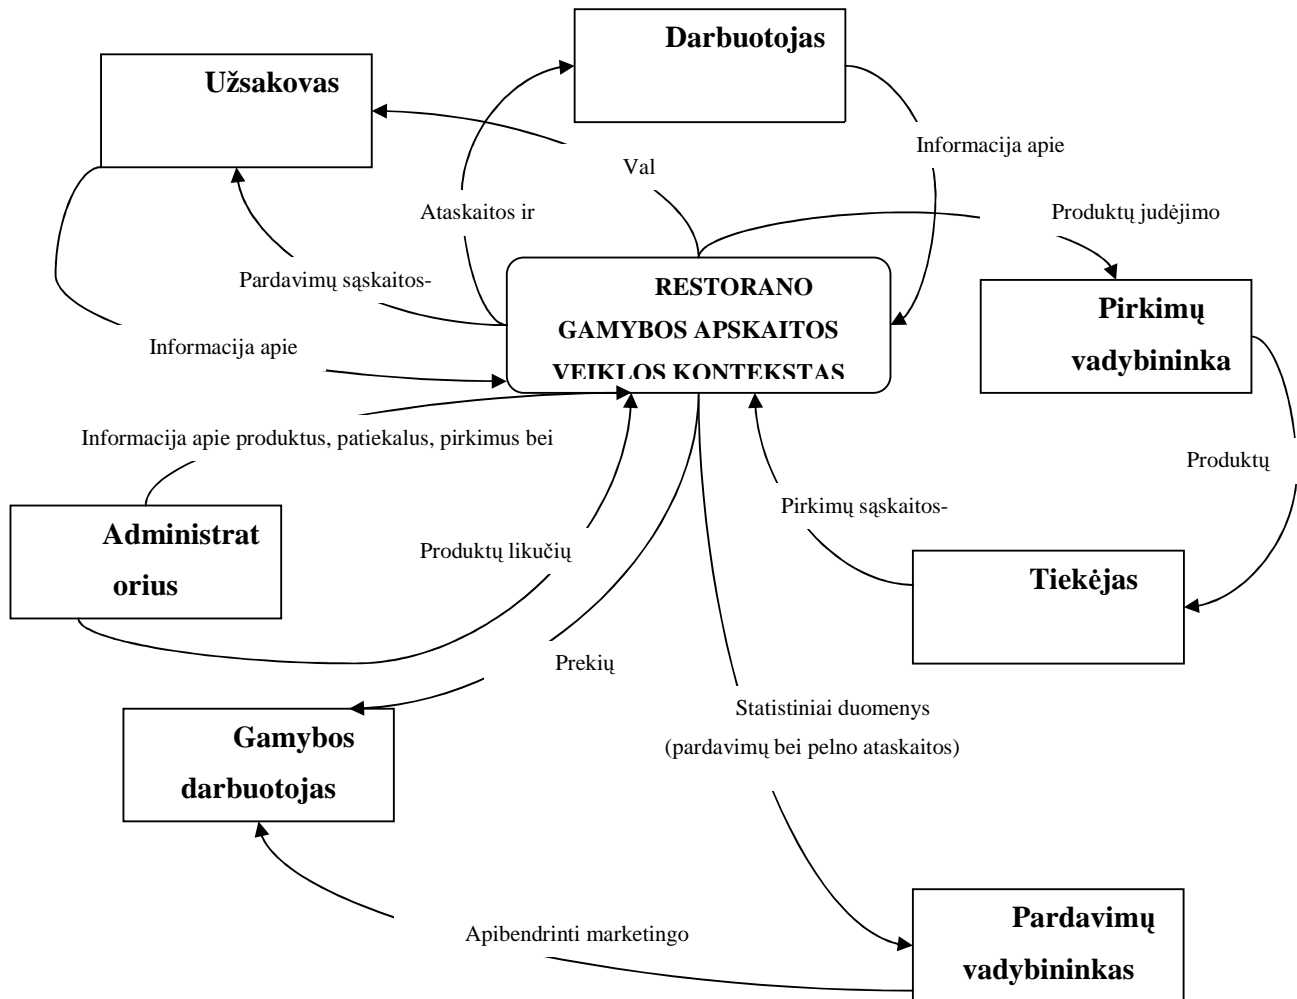 Darbuotojas
Užsakovas
Informacija apie
Val
Ataskaitos ir
Produktų judėjimo
Pardavimų sąskaitos-
RESTORANO
GAMYBOS APSKAITOS
VEIKLOS KONTEKSTAS
Pirkimų
vadybininka
Informacija apie
Informacija apie produktus, patiekalus, pirkimus bei
Produktų
Pirkimų sąskaitos-
Administrat
orius
Produktų likučių
Tiekėjas
Prekių
Statistiniai duomenys
(pardavimų bei pelno ataskaitos)
Gamybos
darbuotojas
Apibendrinti marketingo
Pardavimų
vadybininkas